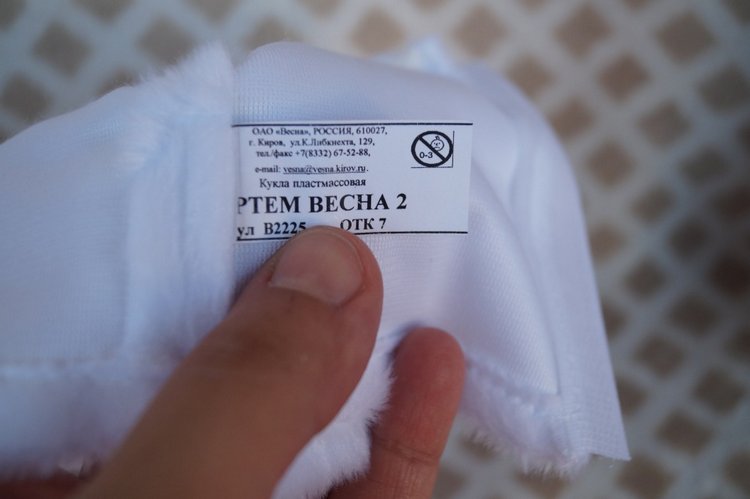 ОАО «Весна», РОССИЯ, 610027,
г. Киров, ул.К.Либкнехта, 129,
тел./факс +7(8332) 67-52-88,
e-mail: vesna@vesna.kirov.ru.
Кукла пластмассовая
РТЕМ ВЕСНА 2
ул В2225 ОТК 7
0-3